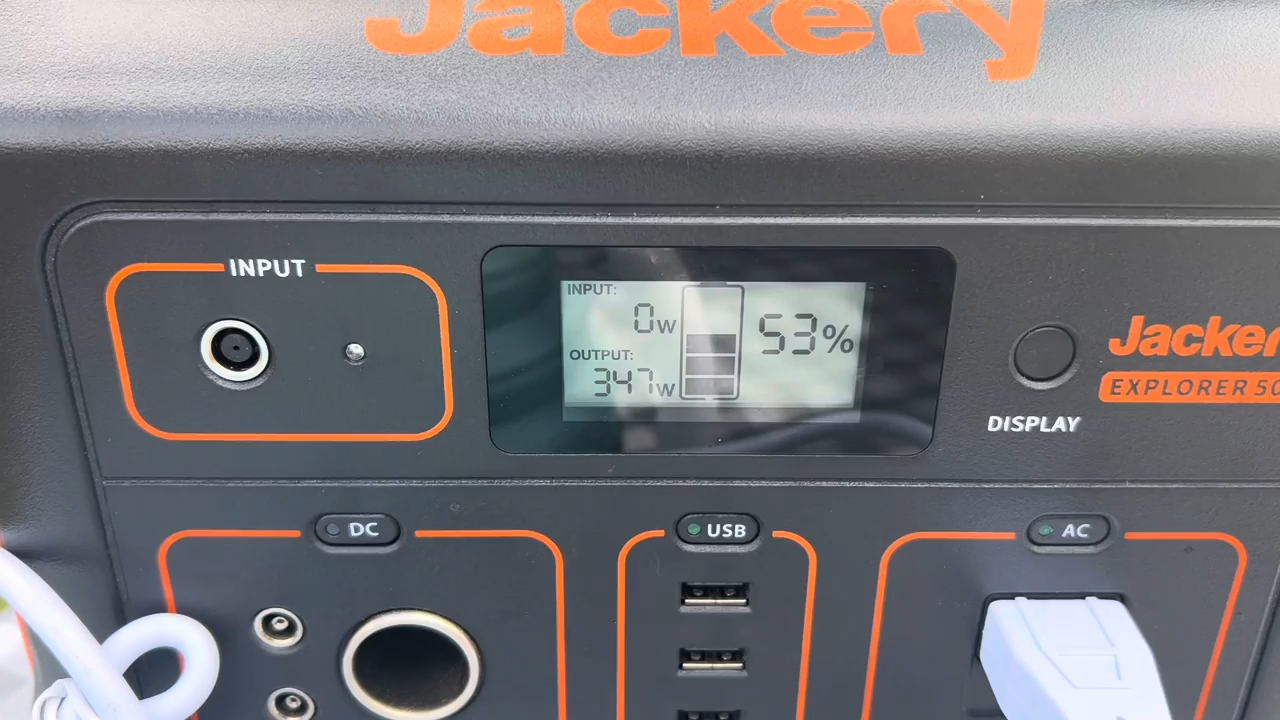 Jackery
INPUT
INPUT:
0W
OUTPUT:
347W
53%
DISPLAY
Jacker
EXPLORER 50
DC
USB
AC